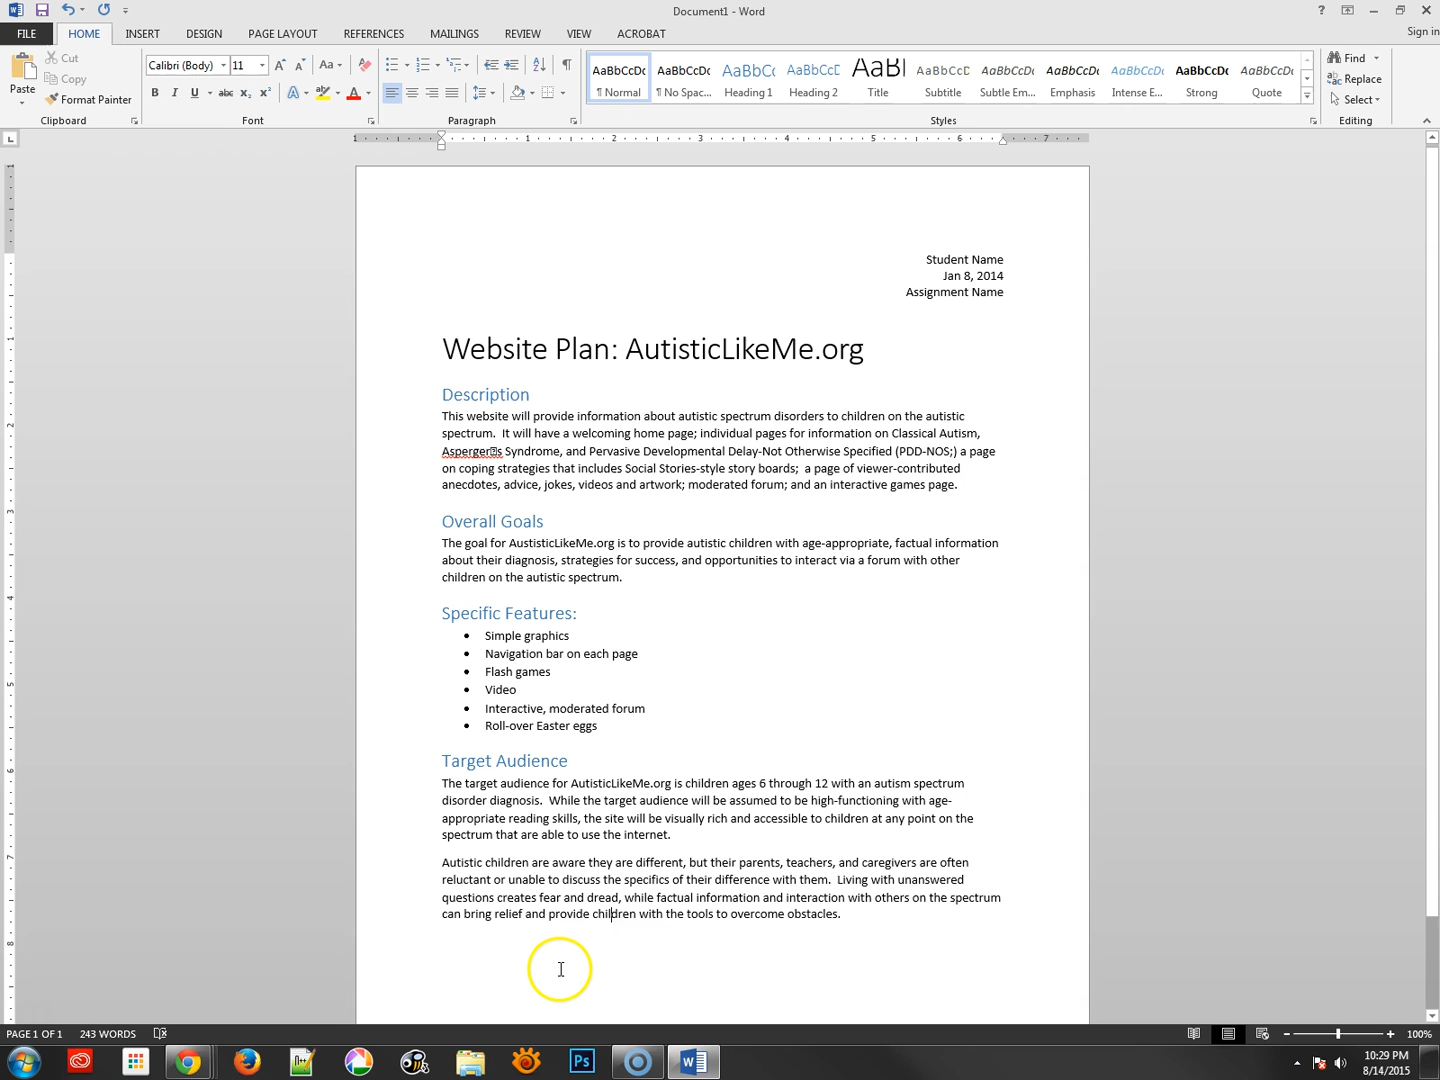 Document1 - Word
Sign in
FILE HOME INSERT DESIGN PAGE LAYOUT REFERENCES MAILINGS REVIEW VIEW ACROBAT
Paste
Cut
Copy
Format Painter
Clipboard
Calibri (Body) 11
Font
Paragraph
AaBbCcDc AaBbCcDc AaBbCc AaBbCcD AaBl AaBbCcD AaBbCcDc AaBbCcDc AaBbCcDc AaBbCcDc AaBbCcDc
¶ Normal ¶ No Spac... Heading 1 Heading 2 Title Subtitle Subtle Em... Emphasis Intense E... Strong Quote
Styles
Find
Replace
Select
Editing
1 1 2 3 4 5 6 7
Student Name
Jan 8, 2014
Assignment Name
Website Plan: AutisticLikeMe.org
Description
This website will provide information about autistic spectrum disorders to children on the autistic
spectrum.  It will have a welcoming home page; individual pages for information on Classical Autism,
Asperger⍰s Syndrome, and Pervasive Developmental Delay-Not Otherwise Specified (PDD-NOS;) a page
on coping strategies that includes Social Stories-style story boards;  a page of viewer-contributed
anecdotes, advice, jokes, videos and artwork; moderated forum; and an interactive games page.
Overall Goals
The goal for AustisticLikeMe.org is to provide autistic children with age-appropriate, factual information
about their diagnosis, strategies for success, and opportunities to interact via a forum with other
children on the autistic spectrum.
Specific Features:
• Simple graphics
• Navigation bar on each page
• Flash games
• Video
• Interactive, moderated forum
• Roll-over Easter eggs
Target Audience
The target audience for AutisticLikeMe.org is children ages 6 through 12 with an autism spectrum
disorder diagnosis.  While the target audience will be assumed to be high-functioning with age-
appropriate reading skills, the site will be visually rich and accessible to children at any point on the
spectrum that are able to use the internet.
Autistic children are aware they are different, but their parents, teachers, and caregivers are often
reluctant or unable to discuss the specifics of their difference with them.  Living with unanswered
questions creates fear and dread, while factual information and interaction with others on the spectrum
can bring relief and provide children with the tools to overcome obstacles.
PAGE 1 OF 1 243 WORDS 100%
10:29 PM
8/14/2015